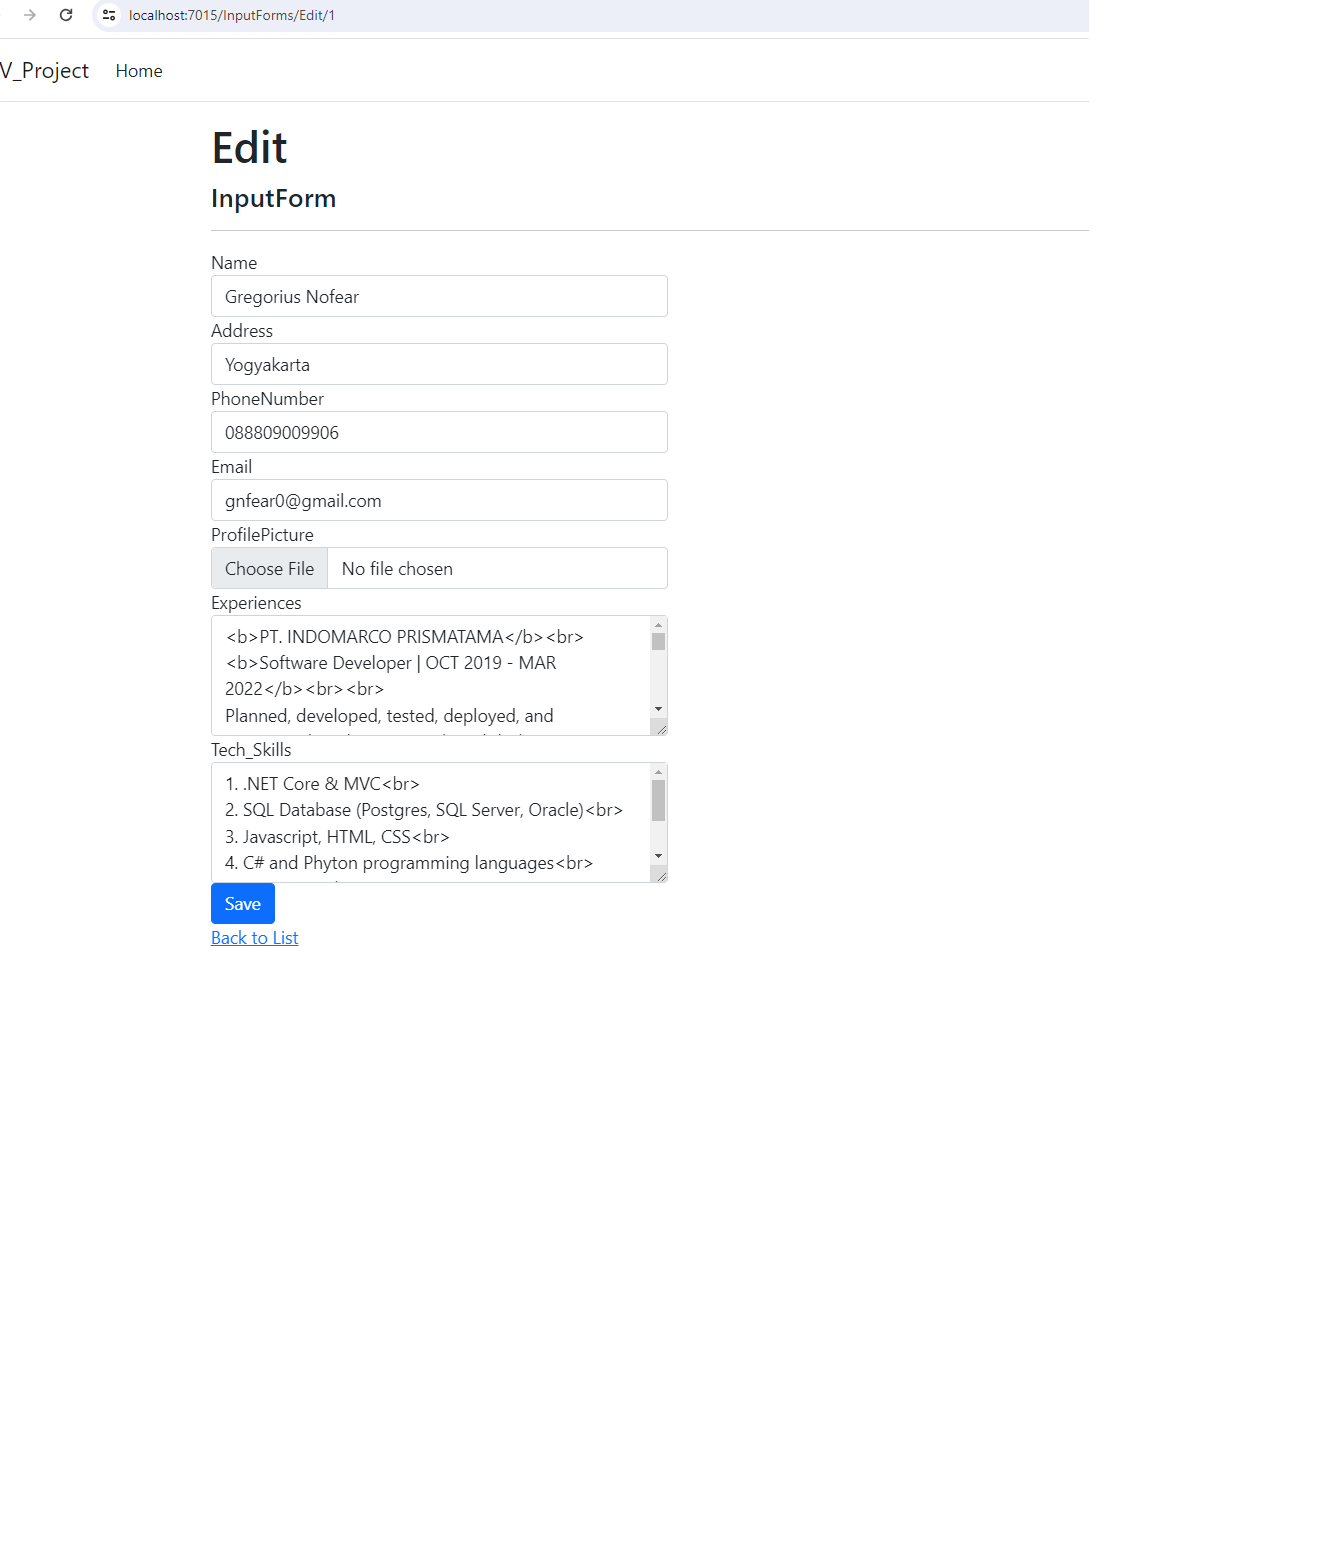 localhost:7015/InputForms/Edit/1
V_Project Home
Edit
InputForm
Name
Gregorius Nofear
Address
Yogyakarta
PhoneNumber
088809009906
Email
gnfear0@gmail.com
ProfilePicture
Choose File No file chosen
Experiences
<b>PT. INDOMARCO PRISMATAMA</b><br>
<b>Software Developer | OCT 2019 - MAR
2022</b><br><br>
Planned, developed, tested, deployed, and
Tech_Skills
1. .NET Core & MVC<br>
2. SQL Database (Postgres, SQL Server, Oracle)<br>
3. Javascript, HTML, CSS<br>
4. C# and Phyton programming languages<br>
Save
Back to List